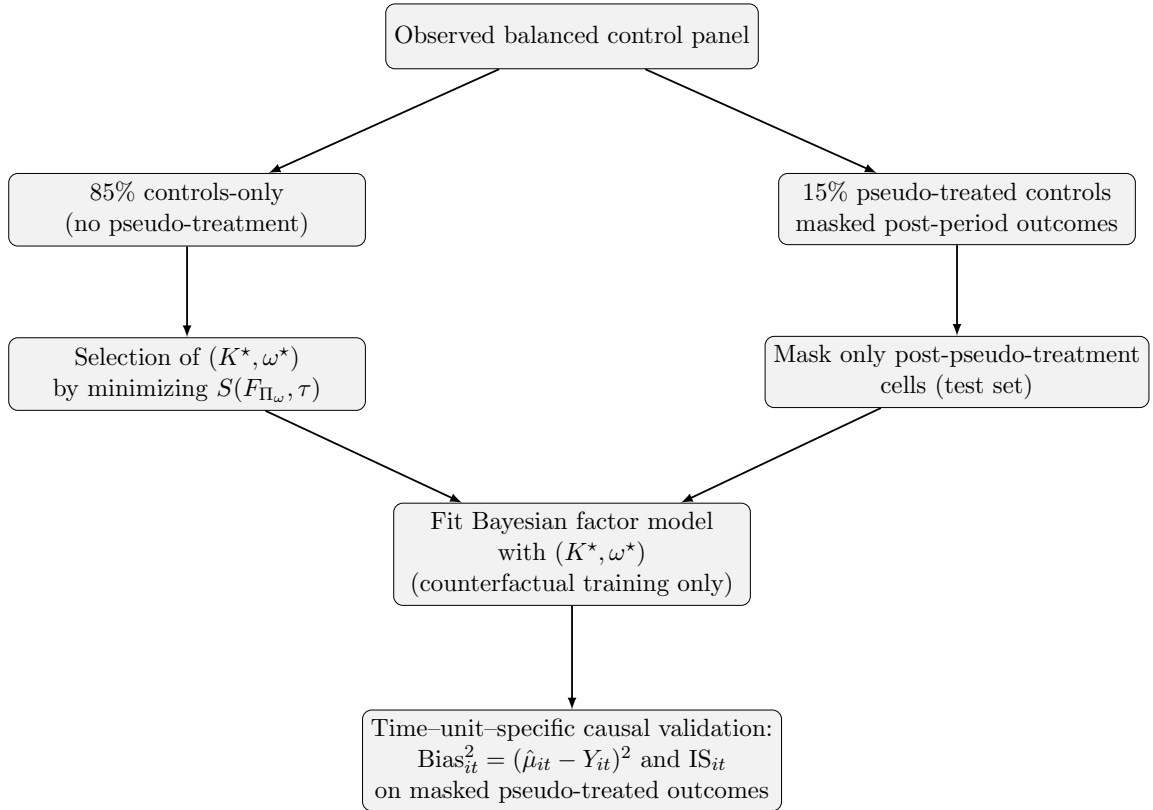 Observed balanced control panel
85% controls-only
(no pseudo-treatment)
15% pseudo-treated controls
masked post-period outcomes
Selection of (K⋆, ω⋆)
by minimizing S(F_{Π_ω}, τ)
Mask only post-pseudo-treatment
cells (test set)
Fit Bayesian factor model
with (K⋆, ω⋆)
(counterfactual training only)
Time–unit–specific causal validation:
Bias²_{it} = (μ̂_{it} − Y_{it})² and IS_{it}
on masked pseudo-treated outcomes